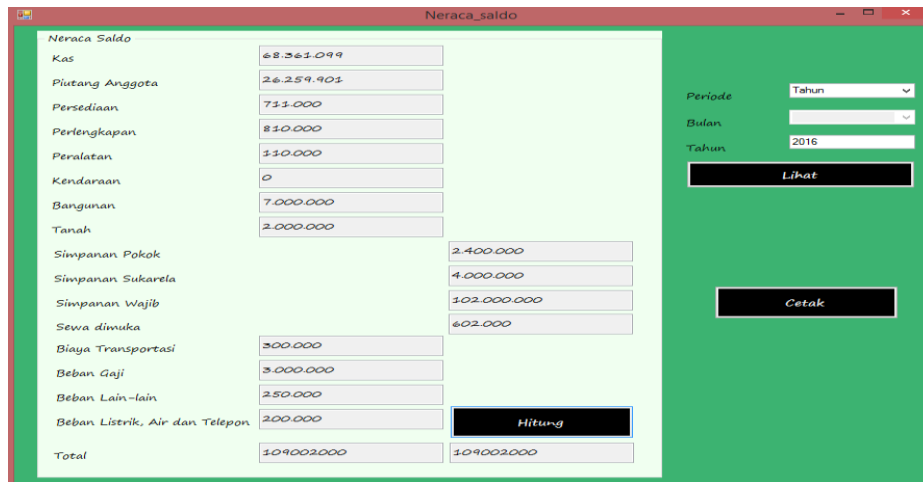 Neraca_saldo
Neraca Saldo
Kas 68.361.099
Piutang Anggota 26.259.901
Persediaan 711.000
Perlengkapan 810.000
Peralatan 110.000
Kendaraan 0
Bangunan 7.000.000
Tanah 2.000.000
Simpanan Pokok 2.400.000
Simpanan Sukarela 4.000.000
Simpanan Wajib 102.000.000
Sewa dimuka 602.000
Biaya Transportasi 300.000
Beban Gaji 3.000.000
Beban Lain-lain 250.000
Beban Listrik, Air dan Telepon 200.000 Hitung
Total 109002000 109002000
Periode Tahun
Bulan
Tahun 2016
Lihat
Cetak